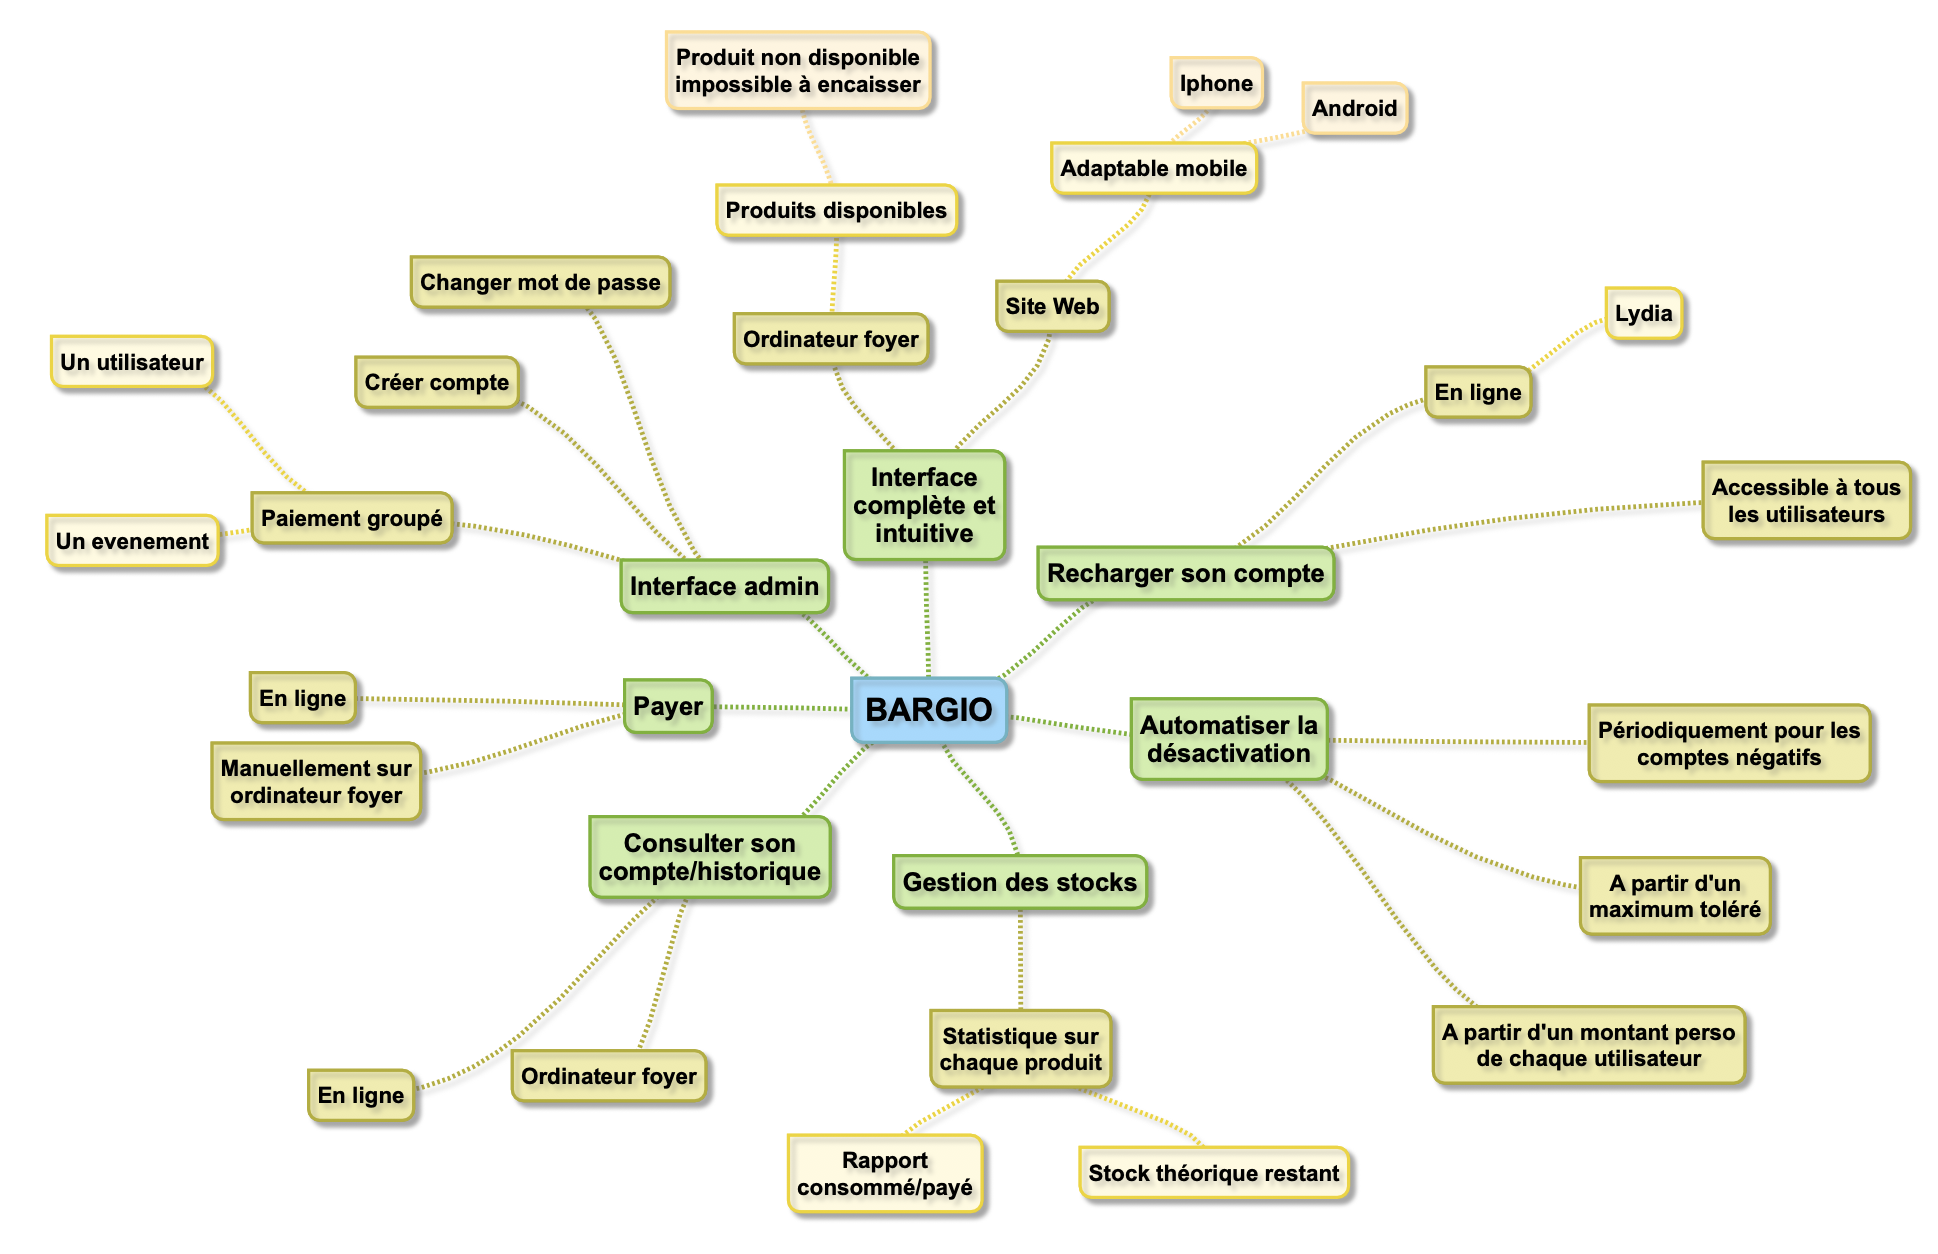 Produit non disponible
impossible à encaisser
Iphone
Android
Adaptable mobile
Produits disponibles
Changer mot de passe
Site Web
Lydia
Ordinateur foyer
Un utilisateur
Créer compte
En ligne
Interface
complète et
intuitive
Accessible à tous
les utilisateurs
Paiement groupé
Un evenement
Interface admin
Recharger son compte
En ligne
Payer
BARGIO
Automatiser la
désactivation
Périodiquement pour les
comptes négatifs
Manuellement sur
ordinateur foyer
Consulter son
compte/historique
Gestion des stocks
A partir d'un
maximum toléré
Statistique sur
chaque produit
A partir d'un montant perso
de chaque utilisateur
En ligne
Ordinateur foyer
Rapport
consommé/payé
Stock théorique restant